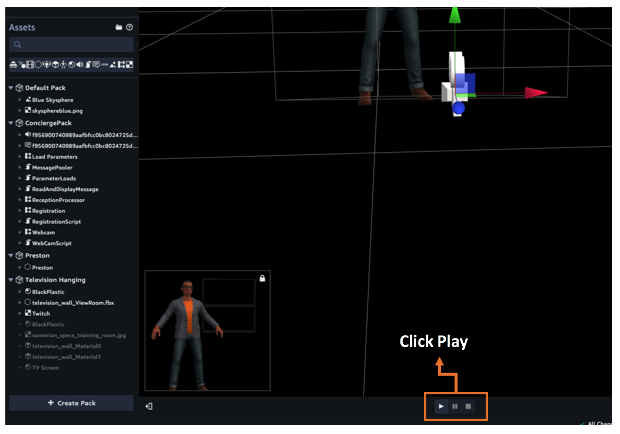 Assets
Default Pack
Blue Skysphere
skysphereblue.png
ConciergePack
f956900740989aafbfcc0bc8024725d...
f956900740989aafbfcc0bc8024725d...
Load Parameters
MessagePooler
ParameterLoads
ReadAndDisplayMessage
ReceptionProcessor
Registration
RegistrationScript
Webcam
WebCamScript
Preston
Preston
Television Hanging
BlackPlastic
television_wall_ViewRoom.fbx
Twitch
BlackPlastic
sumerian_specs_training_room.jpg
television_wall_Material0
television_wall_Material1
TV Screen
+ Create Pack
Click Play
All Chang